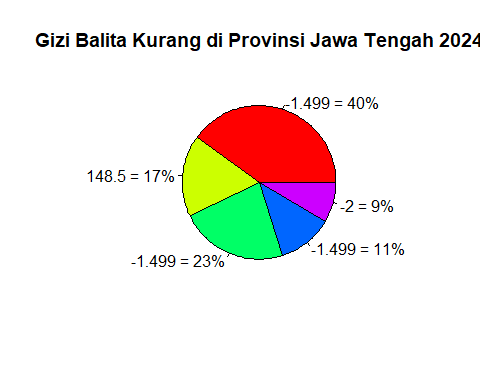 Gizi Balita Kurang di Provinsi Jawa Tengah 2024
-1.499 = 40%
148.5 = 17%
-2 = 9%
-1.499 = 11%
-1.499 = 23%